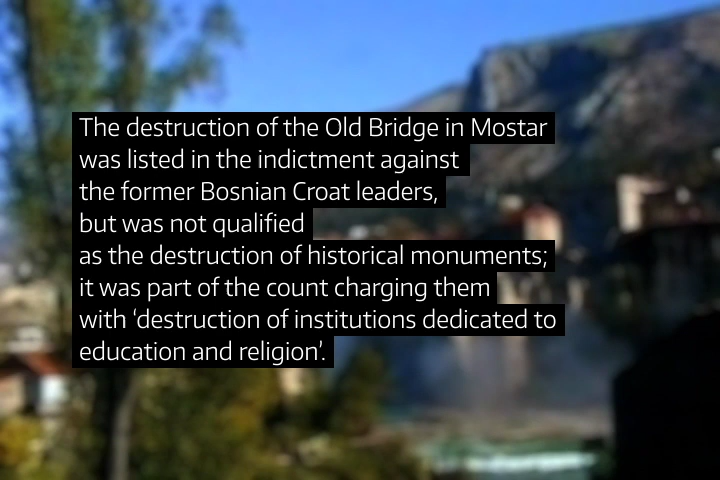 The destruction of the Old Bridge in Mostar
was listed in the indictment against
the former Bosnian Croat leaders,
but was not qualified
as the destruction of historical monuments;
it was part of the count charging them
with ‘destruction of institutions dedicated to
education and religion’.